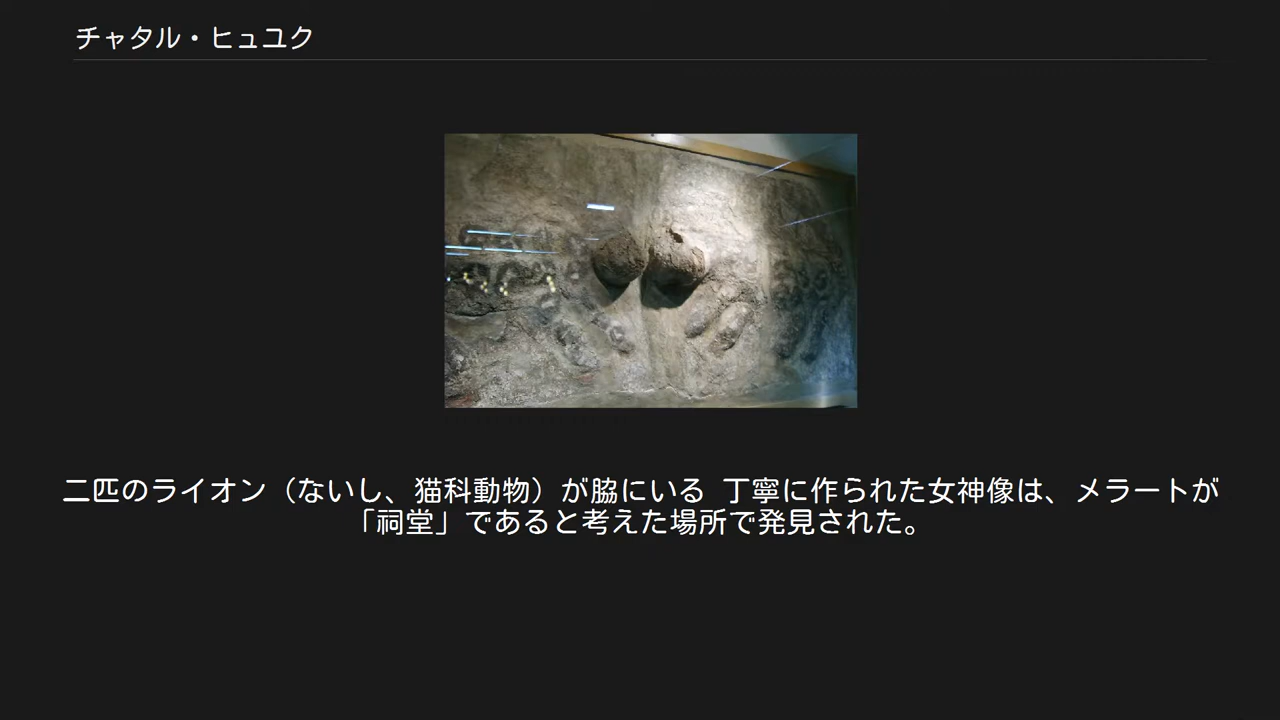 チャタル・ヒュユク
二匹のライオン（ないし、猫科動物）が脇にいる 丁寧に作られた女神像は、メラートが
「祠堂」であると考えた場所で発見された。